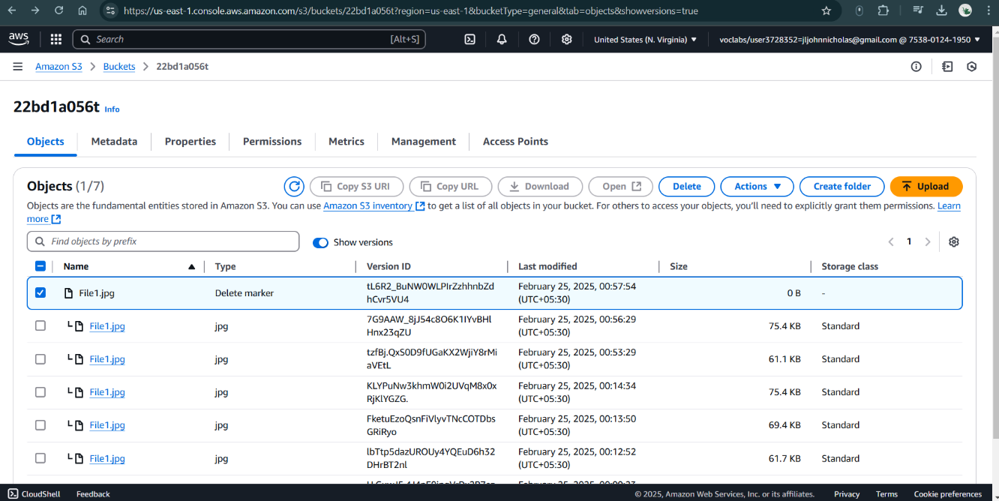 https://us-east-1.console.aws.amazon.com/s3/buckets/22bd1a056t?region=us-east-1&bucketType=general&tab=objects&showversions=true
aws Search [Alt+S] United States (N. Virginia) voclabs/user3728352=jljohnnicholas@gmail.com @ 7538-0124-1950
Amazon S3 Buckets 22bd1a056t
22bd1a056t Info
Objects Metadata Properties Permissions Metrics Management Access Points
Objects (1/7) Copy S3 URI Copy URL Download Open Delete Actions Create folder Upload
Objects are the fundamental entities stored in Amazon S3. You can use Amazon S3 inventory to get a list of all objects in your bucket. For others to access your objects, you'll need to explicitly grant them permissions. Learn
more
Find objects by prefix Show versions 1
Name Type Version ID Last modified Size Storage class
File1.jpg Delete marker tL6R2_BuNW0WLPIrZzhhnbZd February 25, 2025, 00:57:54 0 B -
hCvr5VU4 (UTC+05:30)
File1.jpg jpg 7G9AAW_8jJ54c8O6K1IYvBHl February 25, 2025, 00:56:29 75.4 KB Standard
Hnx23qZU (UTC+05:30)
File1.jpg jpg tzfBj.QxS0D9fUGaKX2WjiY8rMi February 25, 2025, 00:53:29 61.1 KB Standard
aVEtL (UTC+05:30)
File1.jpg jpg KLYPuNw3khmW0i2UVqM8x0x February 25, 2025, 00:14:34 75.4 KB Standard
RjKlYGZG. (UTC+05:30)
File1.jpg jpg FketuEzoQsnFiVlyvTNcCOTDbs February 25, 2025, 00:13:50 69.4 KB Standard
GRiRyo (UTC+05:30)
File1.jpg jpg lbTtp5dazUROUy4YQEuD6h32 February 25, 2025, 00:12:52 61.7 KB Standard
DHrBT2nl (UTC+05:30)
CloudShell Feedback © 2025, Amazon Web Services, Inc. or its affiliates. Privacy Terms Cookie preferences